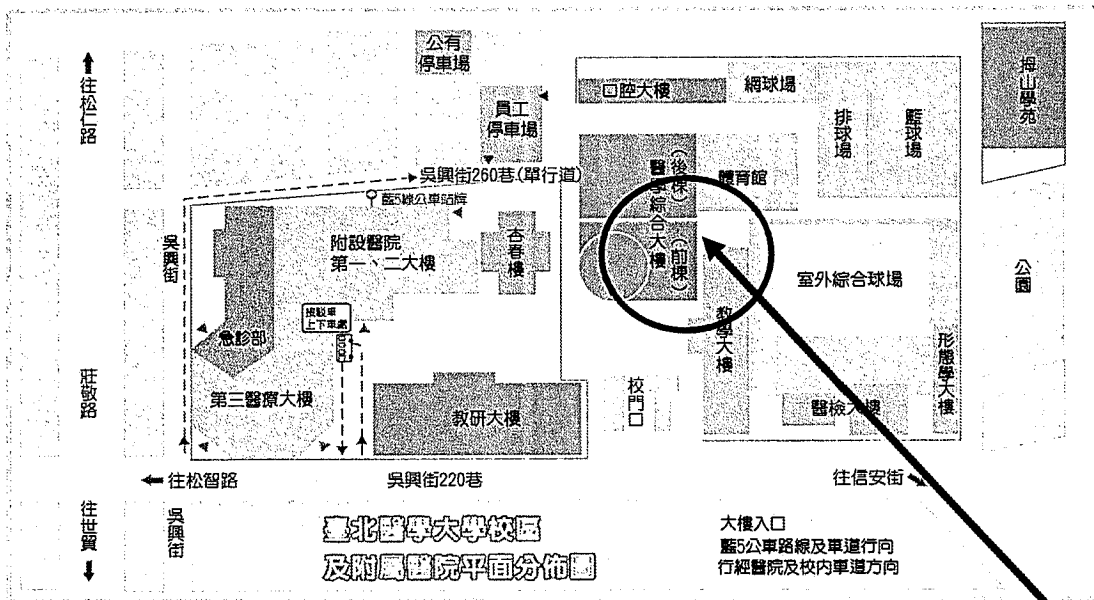 公有
停車場
往松仁路
員工
停車場
口腔大樓
網球場
排球場
籃球場
拇山學苑
吳興街260巷(單行道)
藍5線公車站牌
(後棟)
醫學綜合大樓
(前棟)
體育館
吳興街
附設醫院
第一、二大樓
杏春樓
室外綜合球場
公園
接駁車
上下車處
急診部
教學大樓
形態學大樓
莊敬路
第三醫療大樓
教研大樓
校門口
醫檢大樓
往松智路
吳興街220巷
往信安街
往世貿
吳興街
臺北醫學大學校區
及附屬醫院平面分佈圖
大樓入口
藍5公車路線及車道行向
行經醫院及校內車道方向